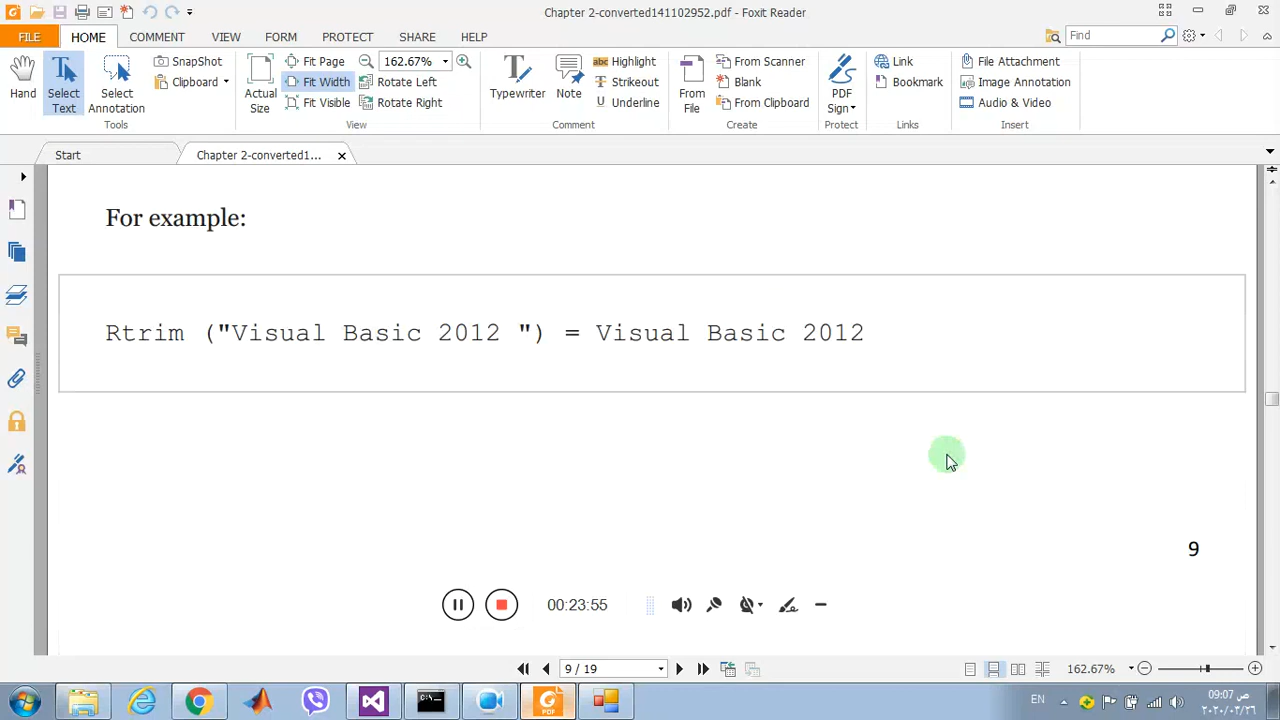 Chapter 2-converted141102952.pdf - Foxit Reader
FILE HOME COMMENT VIEW FORM PROTECT SHARE HELP Find
Hand
Select Text
Select Annotation
SnapShot
Clipboard
Tools
Actual Size
Fit Page
Fit Width
Fit Visible
162.67%
Rotate Left
Rotate Right
View
Typewriter
Note
Highlight
Strikeout
Underline
Comment
From File
From Scanner
Blank
From Clipboard
Create
PDF Sign
Protect
Link
Bookmark
Links
File Attachment
Image Annotation
Audio & Video
Insert
Start Chapter 2-converted1...
For example:
Rtrim ("Visual Basic 2012 ") = Visual Basic 2012
9
00:23:55
9 / 19 162.67%
EN
09:07 ص
٢٠٢٠/٠٣/٢٦